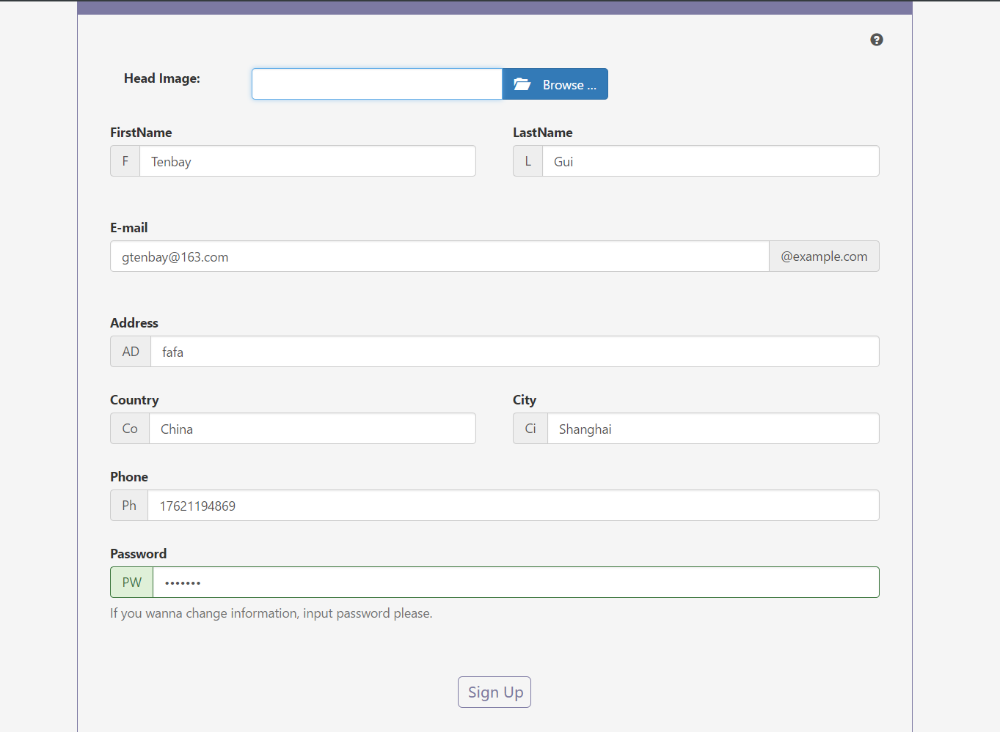 ?
Head Image:
Browse ...
FirstName LastName
F Tenbay L Gui
E-mail
gtenbay@163.com @example.com
Address
AD fafa
Country City
Co China Ci Shanghai
Phone
Ph 17621194869
Password
PW •••••••
If you wanna change information, input password please.
Sign Up